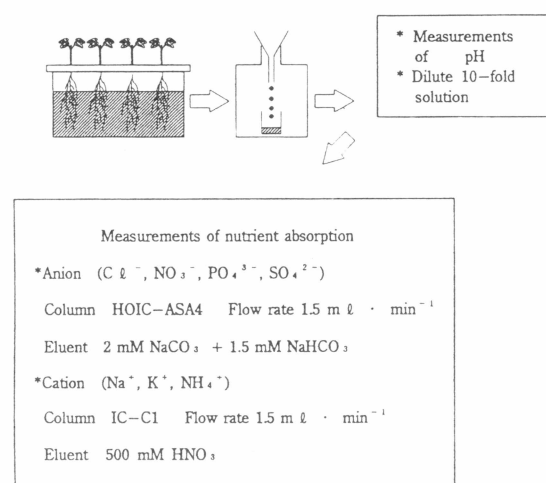 * Measurements
of pH
* Dilute 10-fold
solution
Measurements of nutrient absorption
*Anion (Cℓ⁻, NO₃⁻, PO₄³⁻, SO₄²⁻)
Column HOIC-ASA4 Flow rate 1.5 mℓ · min⁻¹
Eluent 2 mM NaCO₃ + 1.5 mM NaHCO₃
*Cation (Na⁺, K⁺, NH₄⁺)
Column IC-C1 Flow rate 1.5 mℓ · min⁻¹
Eluent 500 mM HNO₃